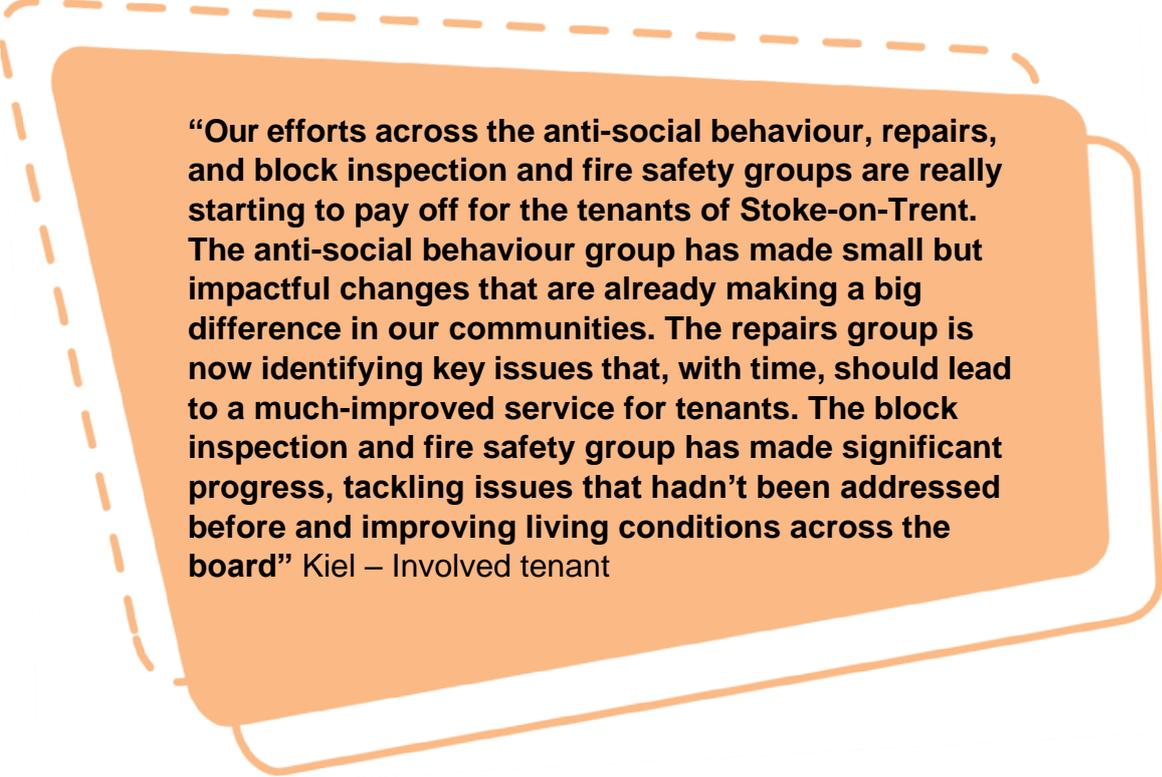 “Our efforts across the anti-social behaviour, repairs,
and block inspection and fire safety groups are really
starting to pay off for the tenants of Stoke-on-Trent.
The anti-social behaviour group has made small but
impactful changes that are already making a big
difference in our communities. The repairs group is
now identifying key issues that, with time, should lead
to a much-improved service for tenants. The block
inspection and fire safety group has made significant
progress, tackling issues that hadn’t been addressed
before and improving living conditions across the
board” Kiel – Involved tenant